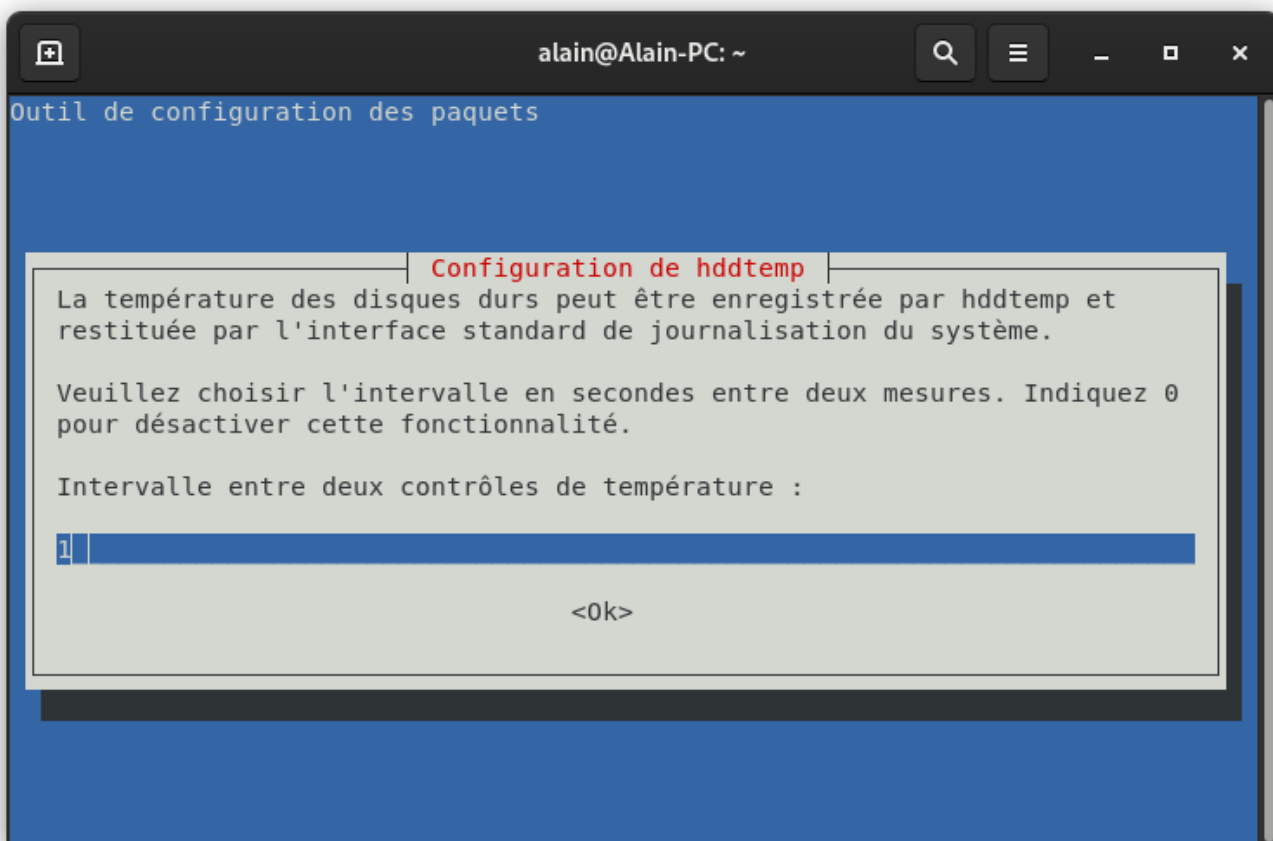 alain@Alain-PC: ~
Outil de configuration des paquets
Configuration de hddtemp
La température des disques durs peut être enregistrée par hddtemp et
restituée par l'interface standard de journalisation du système.
Veuillez choisir l'intervalle en secondes entre deux mesures. Indiquez 0
pour désactiver cette fonctionnalité.
Intervalle entre deux contrôles de température :
1
<Ok>